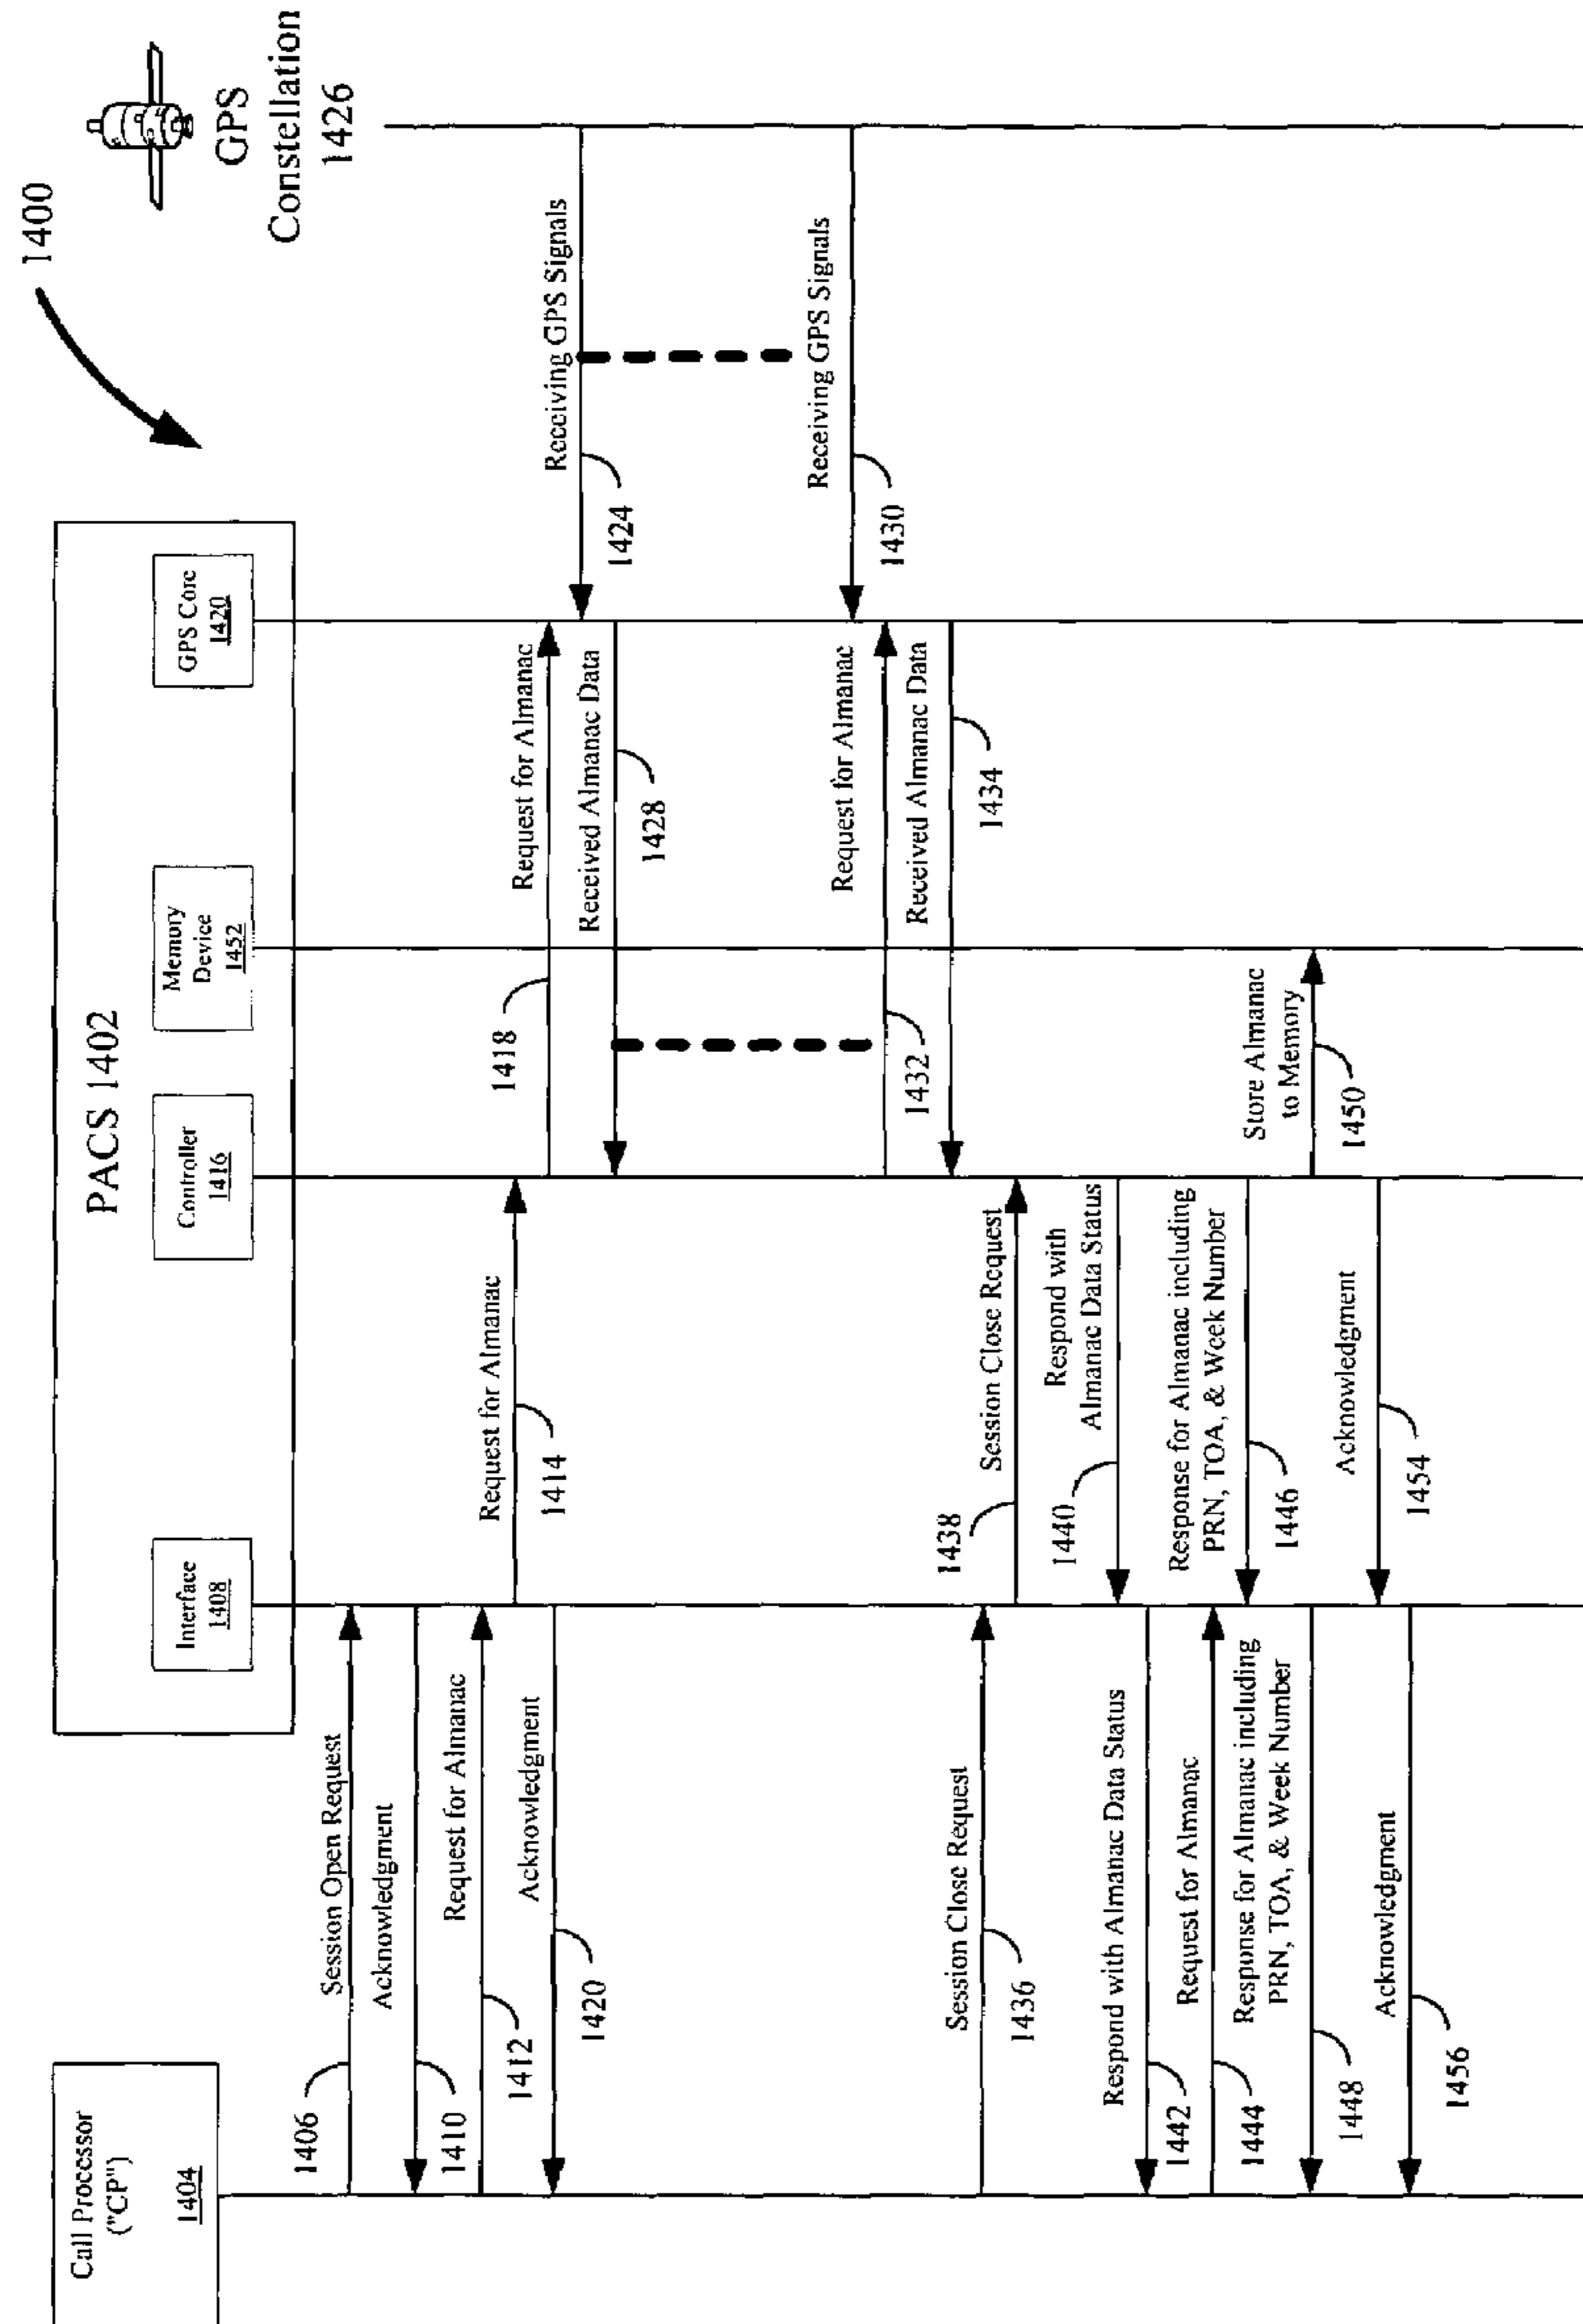 1400
GPS
Constellation
1426
PACS 1402
Call Processor
("CP")
1404
Interface
1408
Controller
1416
Memory
Device
1452
GPS Core
1420
Session Open Request
1406
Acknowledgment
1410
Request for Almanac
1412
Request for Almanac
1414
Request for Almanac
1418
Acknowledgment
1420
Receiving GPS Signals
1424
Received Almanac Data
1428
Receiving GPS Signals
1430
Request for Almanac
1432
Received Almanac Data
1434
Session Close Request
1436
Session Close Request
1438
Respond with
Almanac Data Status
1440
Respond with Almanac Data Status
1442
Request for Almanac
1444
Response for Almanac including
PRN, TOA, & Week Number
1446
Response for Almanac including
PRN, TOA, & Week Number
1448
Store Almanac
to Memory
1450
Acknowledgment
1454
Acknowledgment
1456